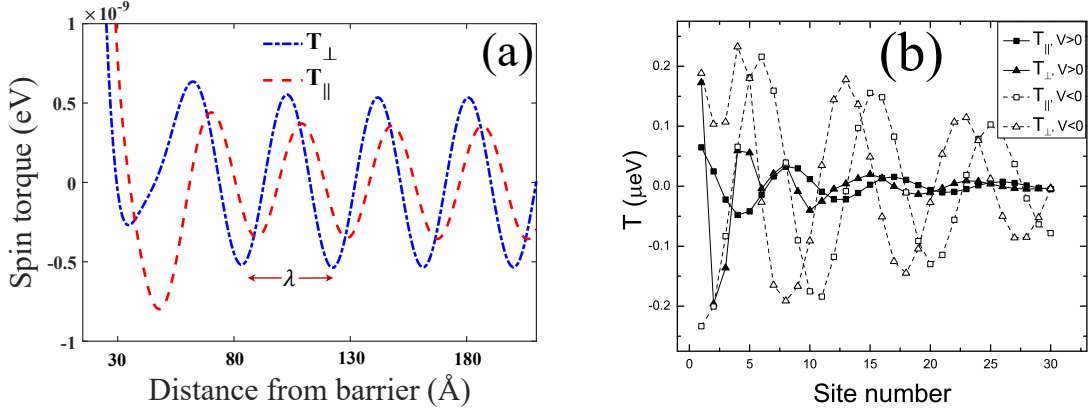 ×10⁻⁹
1
0.5
0
-0.5
-1
Spin torque (eV)
30
80
130
180
Distance from barrier (Å)
T⊥
T||
(a)
λ
0.2
0.1
0.0
-0.1
-0.2
T (μeV)
0
5
10
15
20
25
30
Site number
(b)
T||, V>0
T⊥, V>0
T||, V<0
T⊥, V<0